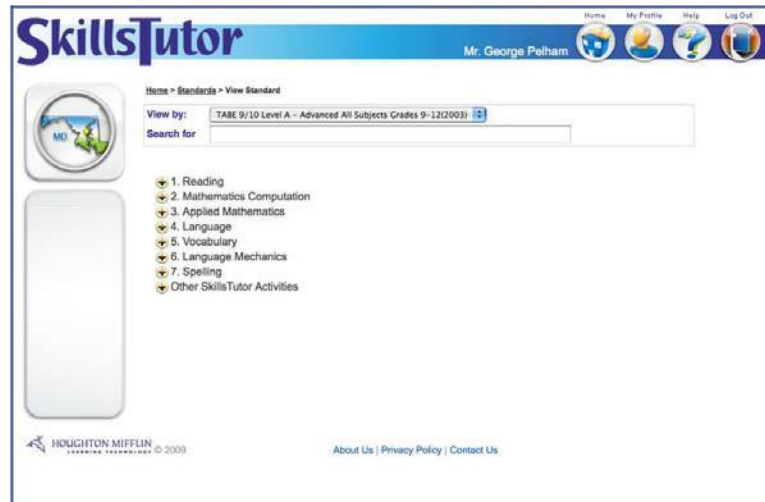 Home My Profile Help Log Out
SkillsTutor
Mr. George Pelham
Home > Standards > View Standard
View by: TABE 9/10 Level A - Advanced All Subjects Grades 9-12(2003)
Search for
MD
1. Reading
2. Mathematics Computation
3. Applied Mathematics
4. Language
5. Vocabulary
6. Language Mechanics
7. Spelling
Other SkillsTutor Activities
HOUGHTON MIFFLIN
LEARNING TECHNOLOGY © 2009
About Us | Privacy Policy | Contact Us